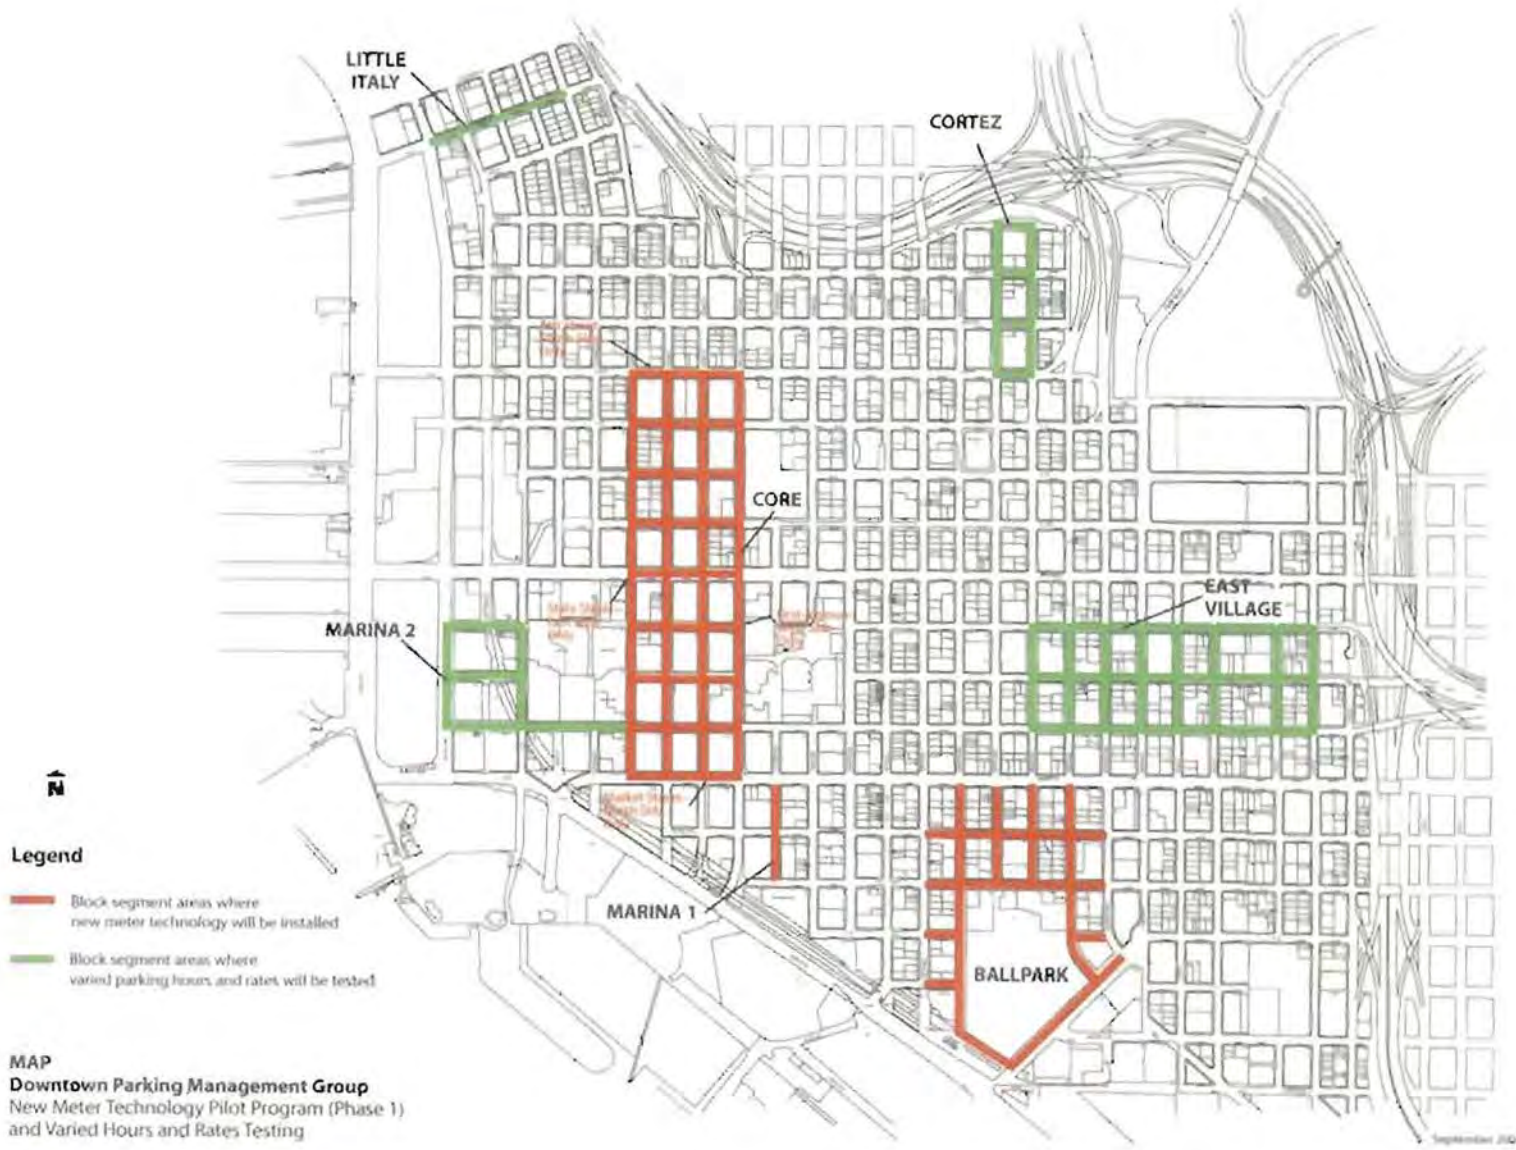 LITTLE
ITALY
CORTEZ
CORE
EAST
VILLAGE
MARINA 2
N
MARINA 1
BALLPARK
Legend
Block segment areas where
new meter technology will be installed
Block segment areas where
varied parking hours and rates will be tested
MAP
Downtown Parking Management Group
New Meter Technology Pilot Program (Phase 1)
and Varied Hours and Rates Testing
September